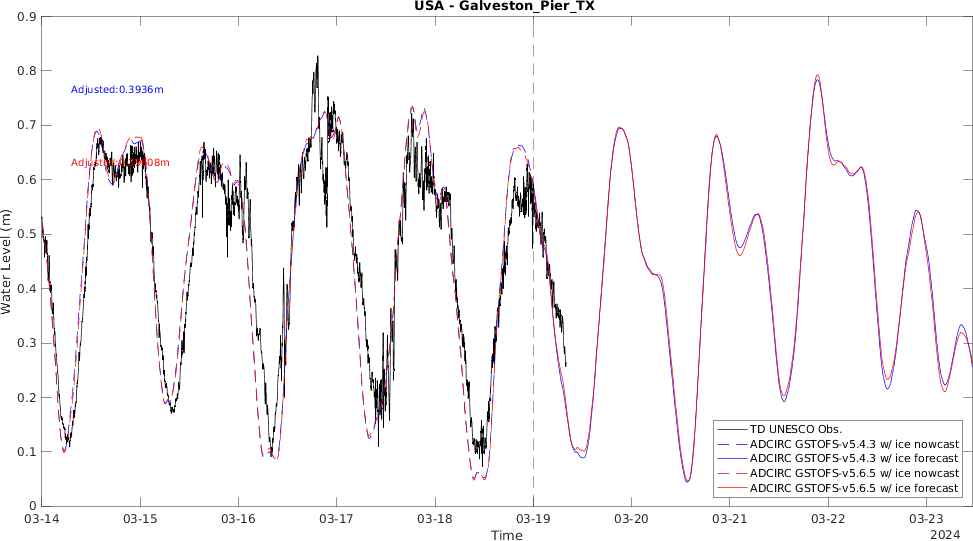 USA - Galveston_Pier_TX
0.9
0.8
0.7
0.6
0.5
0.4
0.3
0.2
0.1
0
Water Level (m)
Adjusted:0.3936m
TD UNESCO Obs.
ADCIRC GSTOFS-v5.4.3 w/ ice nowcast
ADCIRC GSTOFS-v5.4.3 w/ ice forecast
ADCIRC GSTOFS-v5.6.5 w/ ice nowcast
ADCIRC GSTOFS-v5.6.5 w/ ice forecast
03-14 03-15 03-16 03-17 03-18 03-19 03-20 03-21 03-22 03-23
Time
2024